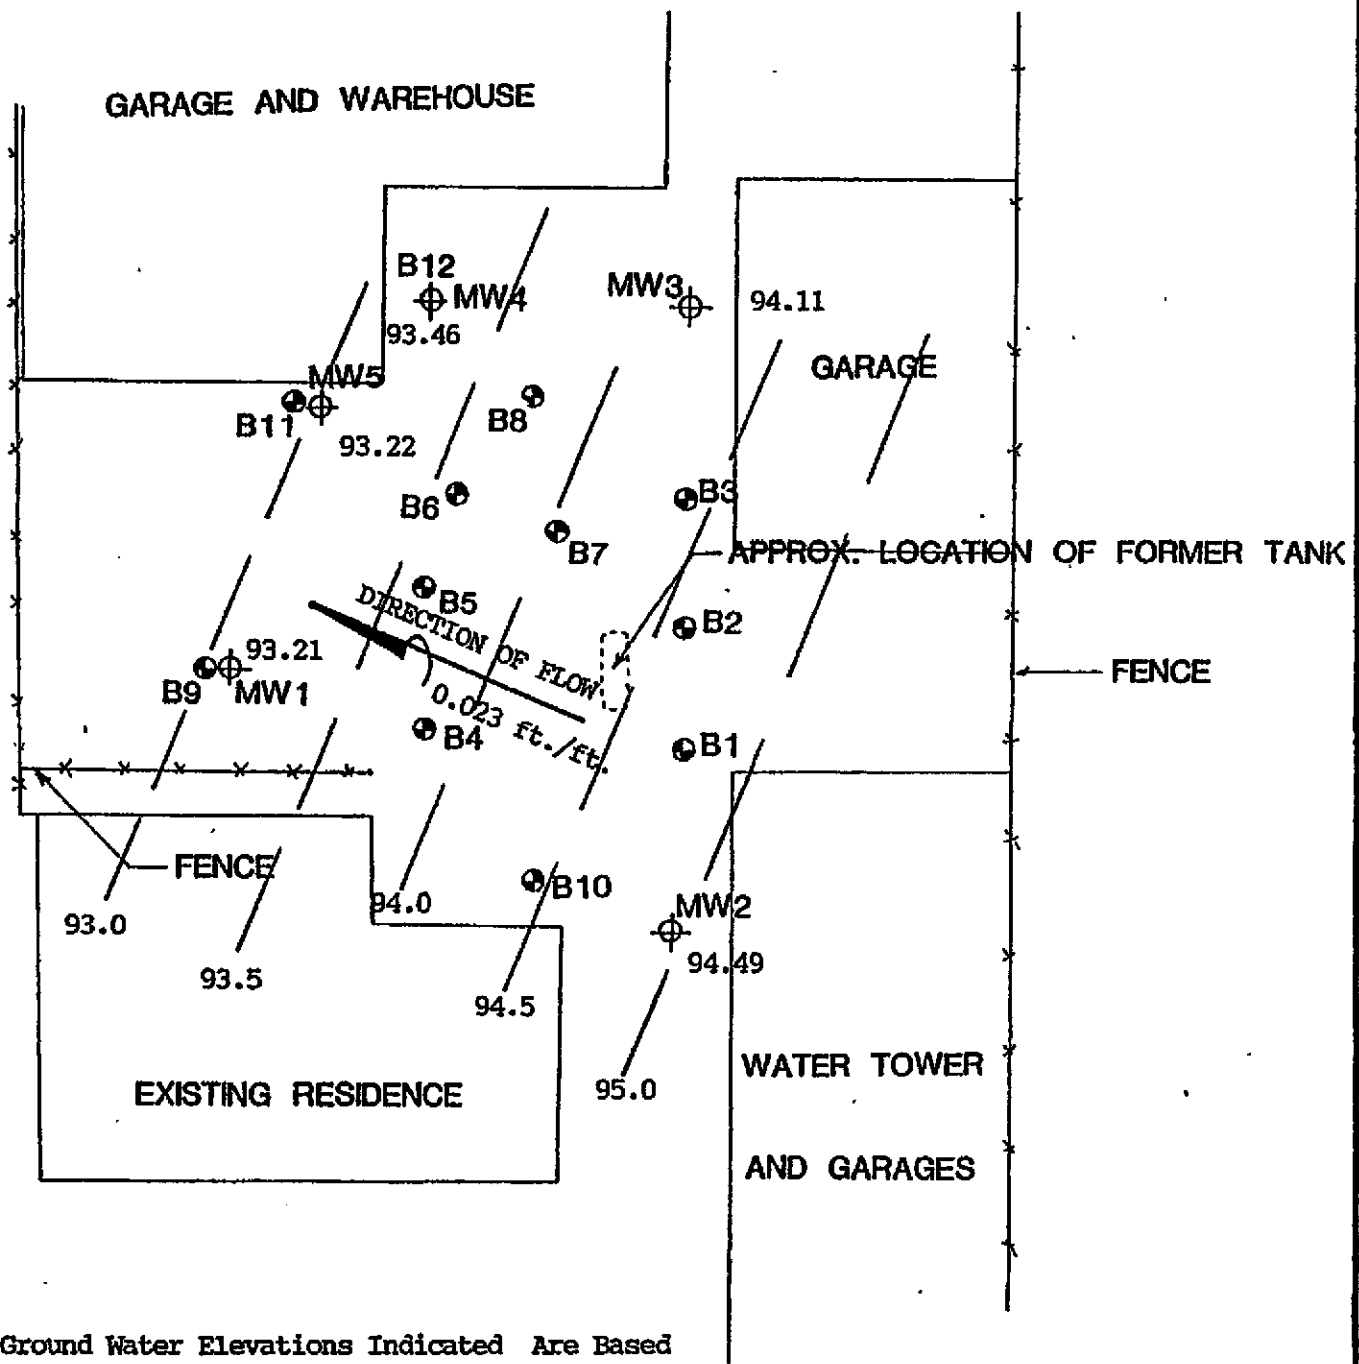 GARAGE AND WAREHOUSE
B12
MW4
93.46
MW3
94.11
GARAGE
MW5
B11
93.22
B8
B6
B3
B7
APPROX. LOCATION OF FORMER TANK
B5
DIRECTION OF FLOW
B2
93.21
B9
MW1
FENCE
0.023 ft./ft.
B4
B1
FENCE
B10
94.0
MW2
93.0
94.49
93.5
94.5
WATER TOWER
95.0
EXISTING RESIDENCE
AND GARAGES
Ground Water Elevations Indicated Are Based